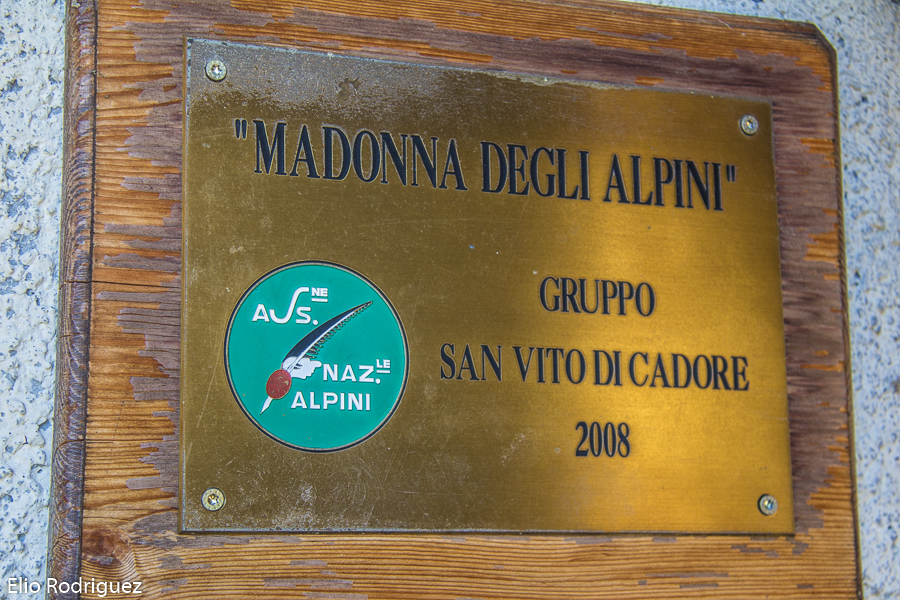 "MADONNA DEGLI ALPINI"
GRUPPO
SAN VITO DI CADORE
2008
ASS.NE
NAZ.LE
ALPINI
Elio Rodriguez